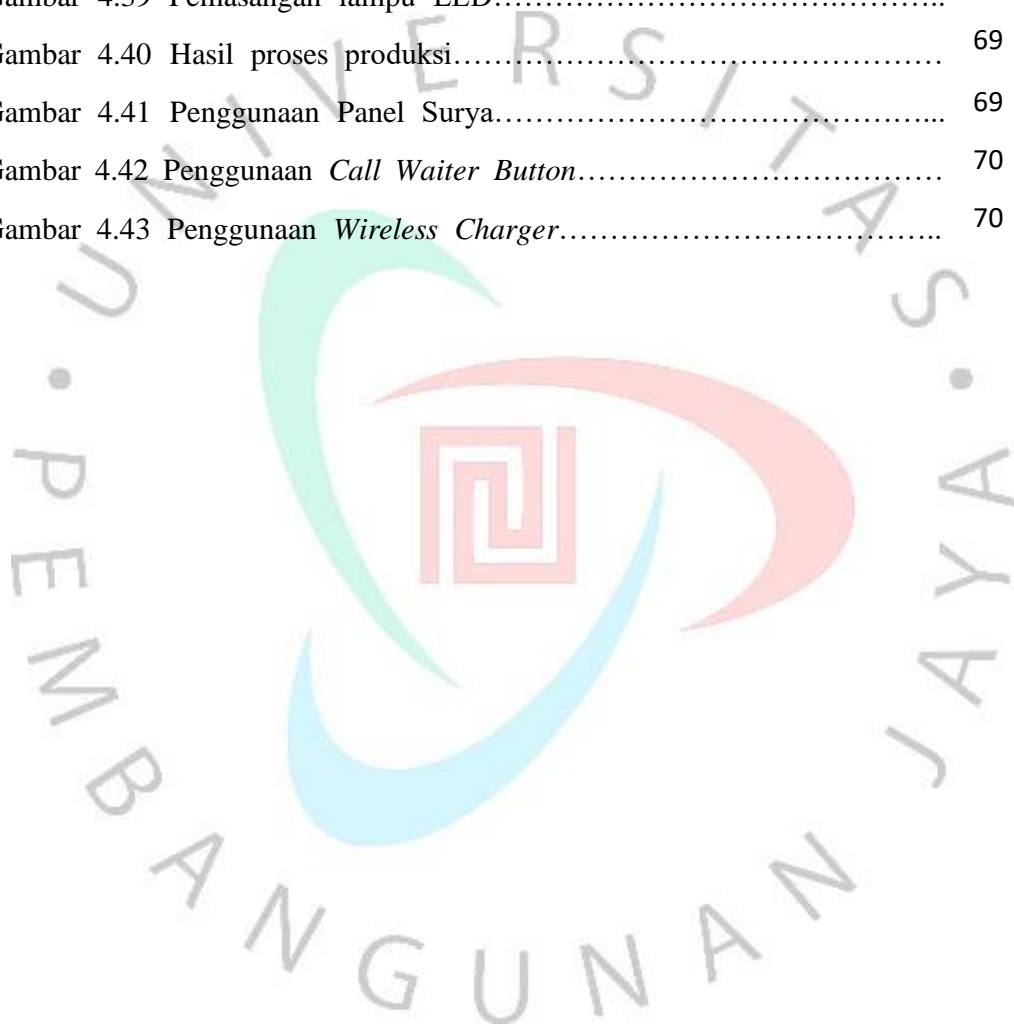 Gambar 4.39 Pemasangan lampu LED……………………………….………..
Gambar 4.40 Hasil proses produksi………………………………………… 69
Gambar 4.41 Penggunaan Panel Surya……………………………………... 69
Gambar 4.42 Penggunaan Call Waiter Button……………………….……… 70
Gambar 4.43 Penggunaan Wireless Charger……………………………….. 70
UNIVERSITAS • PEMBANGUNAN JAYA •